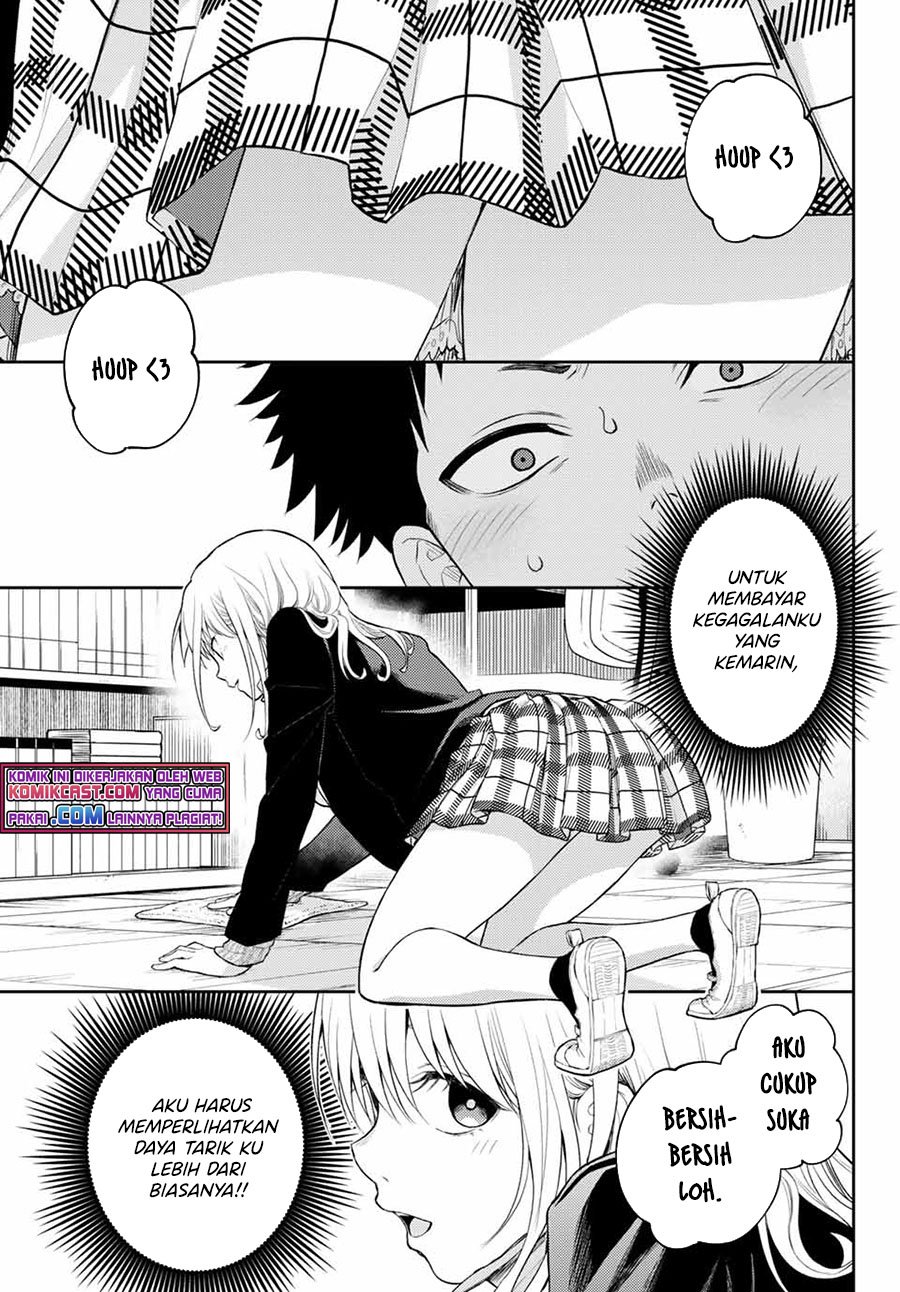 HUUP <3
HUUP <3
UNTUK
MEMBAYAR
KEGAGALANKU
YANG
KEMARIN,
KOMIK INI DIKERJAKAN OLEH WEB
KOMIKCAST.COM YANG CUMA
PAKAI .COM LAINNYA PLAGIAT!
AKU
CUKUP
SUKA
BERSIH-
BERSIH
LOH.
AKU HARUS
MEMPERLIHATKAN
DAYA TARIK KU
LEBIH DARI
BIASANYA!!